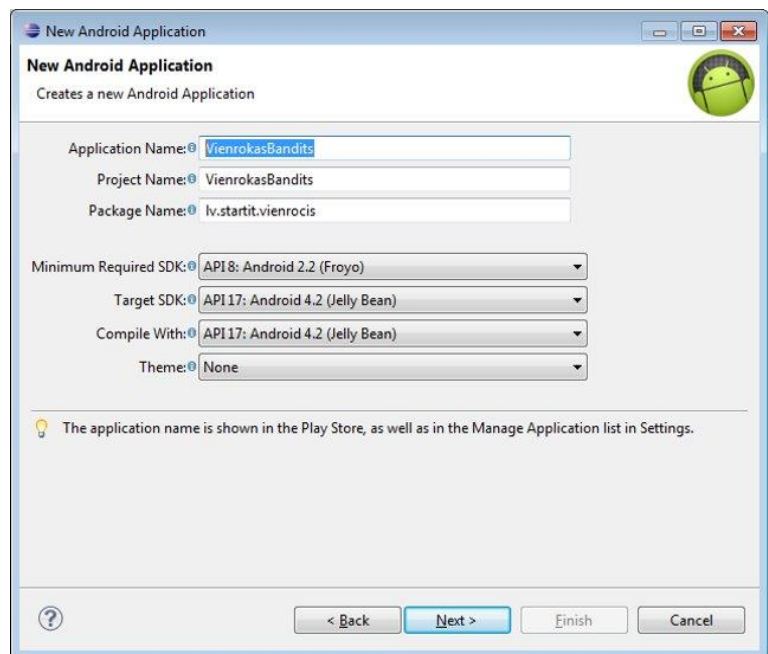 New Android Application
New Android Application
Creates a new Android Application
Application Name: VienrokasBandits
Project Name: VienrokasBandits
Package Name: lv.startit.vienrocis
Minimum Required SDK: API 8: Android 2.2 (Froyo)
Target SDK: API 17: Android 4.2 (Jelly Bean)
Compile With: API 17: Android 4.2 (Jelly Bean)
Theme: None
The application name is shown in the Play Store, as well as in the Manage Application list in Settings.
? < Back Next > Finish Cancel